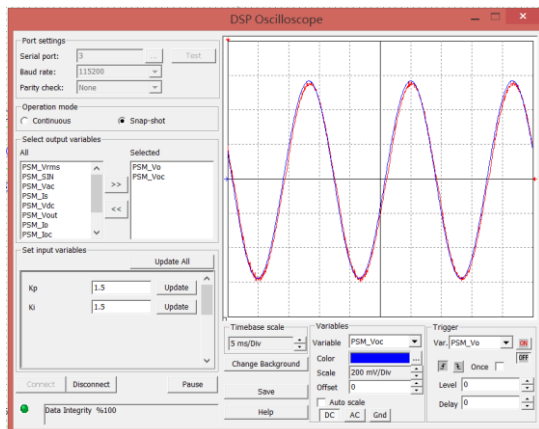 DSP Oscilloscope
Port settings
Serial port: 3 ... Test
Baud rate: 115200
Parity check: None
Operation mode
Continuous Snap-shot
Select output variables
All Selected
PSM_Vrms
PSM_SIN
PSM_Vac
PSM_Is
PSM_Vdc
PSM_Vout
PSM_Io
PSM_Ioc
>>
<<
PSM_Vo
PSM_Voc
Set input variables
Update All
Kp 1.5 Update
Ki 1.5 Update
Connect Disconnect Pause
Data Integrity %100
Timebase scale
5 ms/Div
Change Background
Save
Help
Variables
Variable PSM_Voc
Color
Scale 200 mV/Div
Offset 0
Auto scale
DC AC Gnd
Trigger
Var. PSM_Vo ON
OFF
Once
Level 0
Delay 0